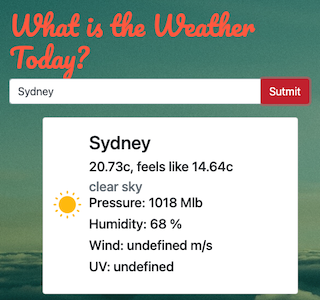 What is the Weather
Today?
Sydney
Sutmit
Sydney
20.73c, feels like 14.64c
clear sky
Pressure: 1018 Mlb
Humidity: 68 %
Wind: undefined m/s
UV: undefined